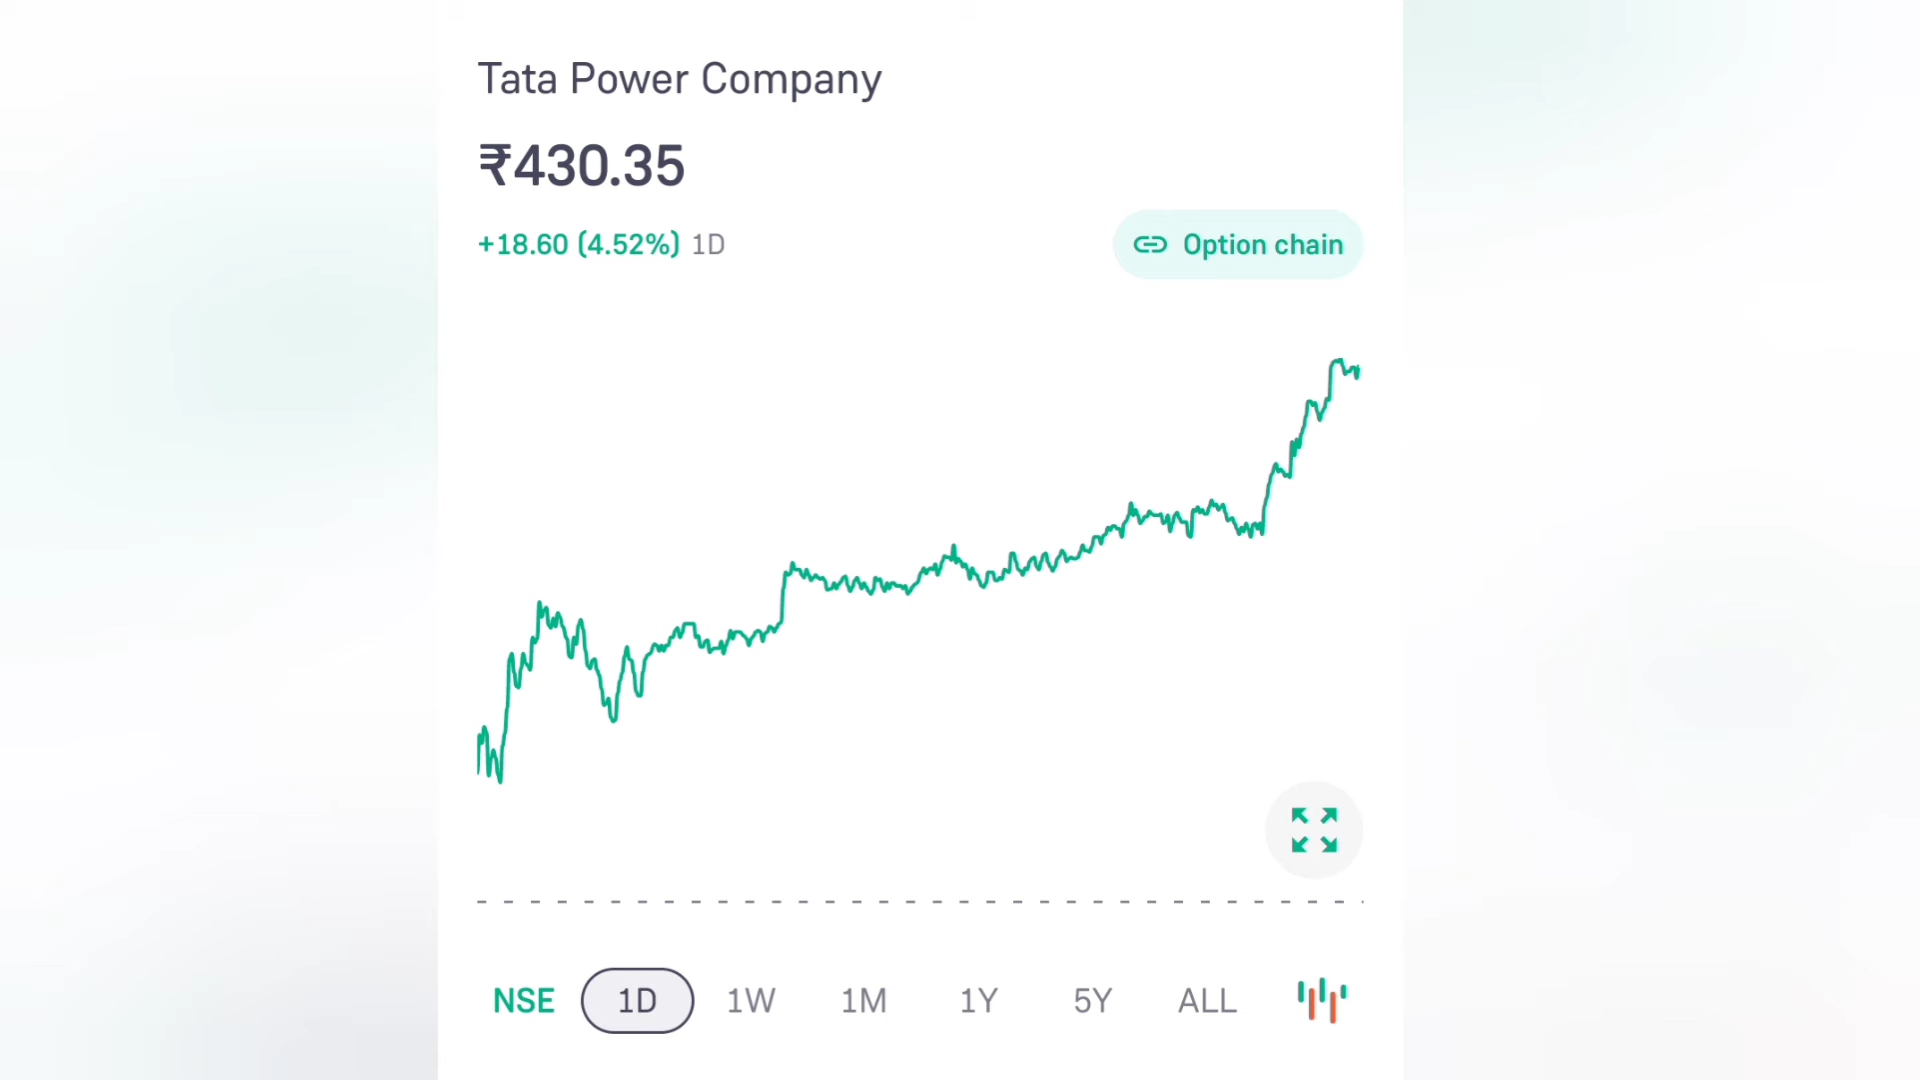 Tata Power Company
₹430.35
+18.60 (4.52%) 1D
Option chain
NSE 1D 1W 1M 1Y 5Y ALL